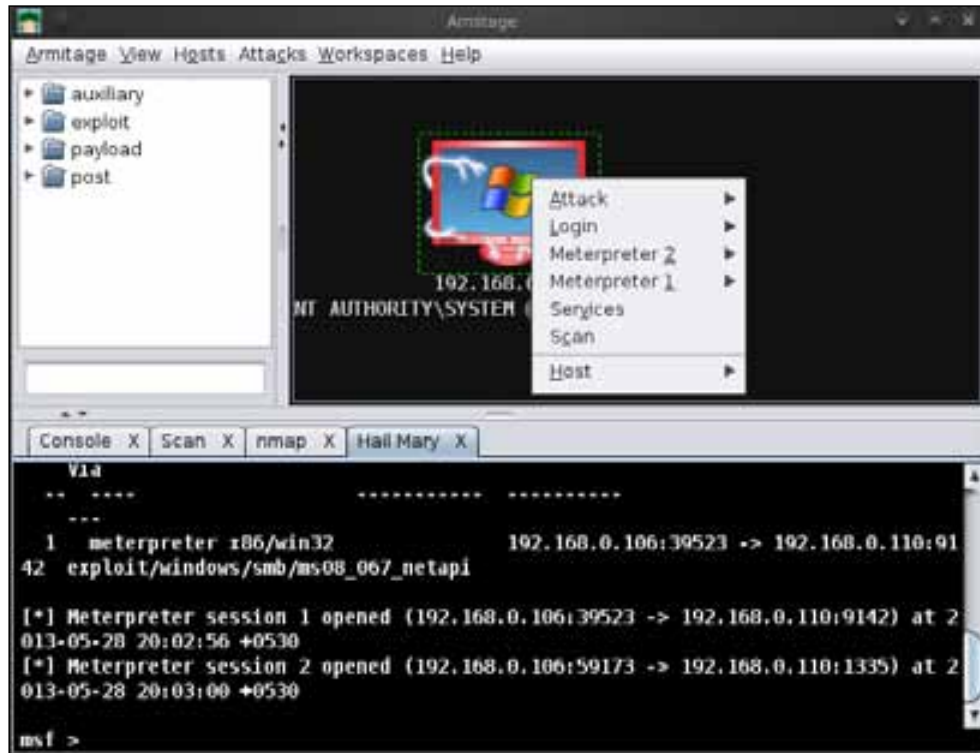 Armitage
Armitage View Hosts Attacks Workspaces Help
auxiliary
exploit
payload
post
192.168.
NT AUTHORITY\SYSTEM
Attack
Login
Meterpreter 2
Meterpreter 1
Services
Scan
Host
Console X Scan X nmap X Hail Mary X
Via
-- ---- ----------- ----------
---
1 meterpreter x86/win32 192.168.0.106:39523 -> 192.168.0.110:91
42 exploit/windows/smb/ms08_067_netapi
[*] Meterpreter session 1 opened (192.168.0.106:39523 -> 192.168.0.110:9142) at 2
013-05-28 20:02:56 +0530
[*] Meterpreter session 2 opened (192.168.0.106:59173 -> 192.168.0.110:1335) at 2
013-05-28 20:03:00 +0530
msf >